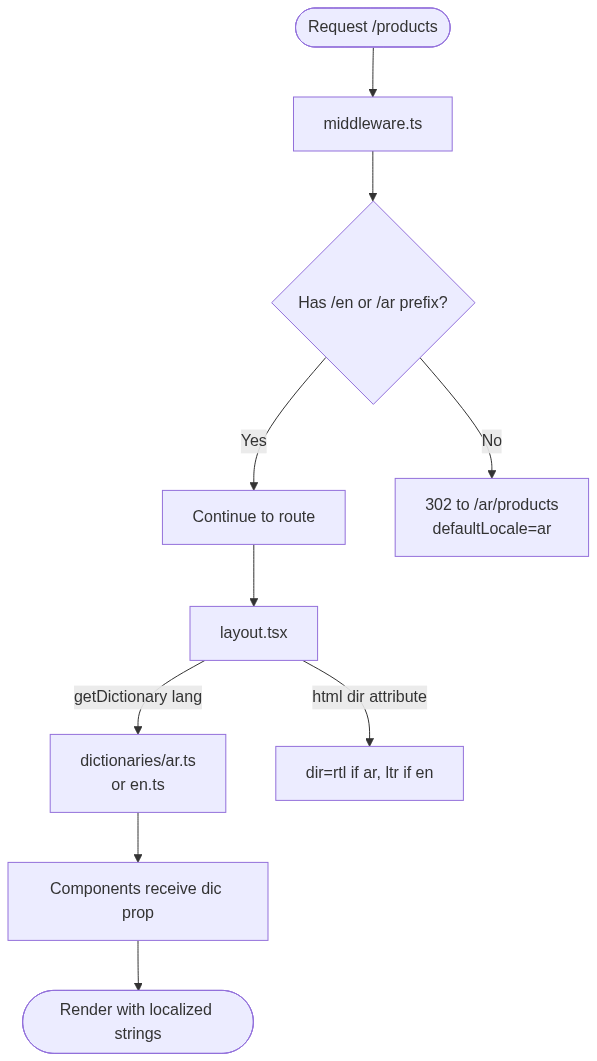 Request /products
middleware.ts
Has /en or /ar prefix?
Yes
No
Continue to route
302 to /ar/products
defaultLocale=ar
layout.tsx
getDictionary lang
html dir attribute
dictionaries/ar.ts
or en.ts
dir=rtl if ar, ltr if en
Components receive dic
prop
Render with localized
strings